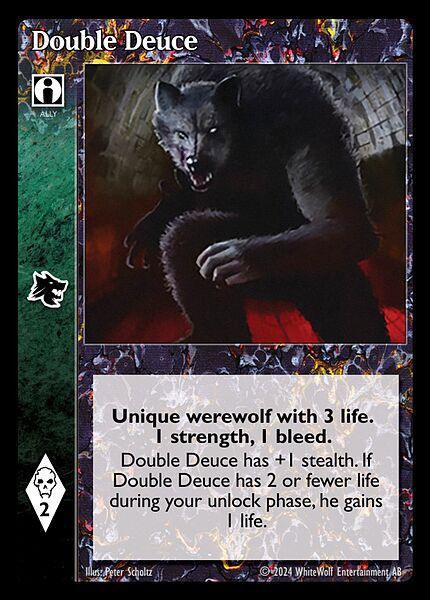 Double Deuce
ALLY
Unique werewolf with 3 life.
1 strength, 1 bleed.
Double Deuce has +1 stealth. If
Double Deuce has 2 or fewer life
during your unlock phase, he gains
1 life.
2
Illus: Peter Scholtz © 2024 WhiteWolf Entertainment AB